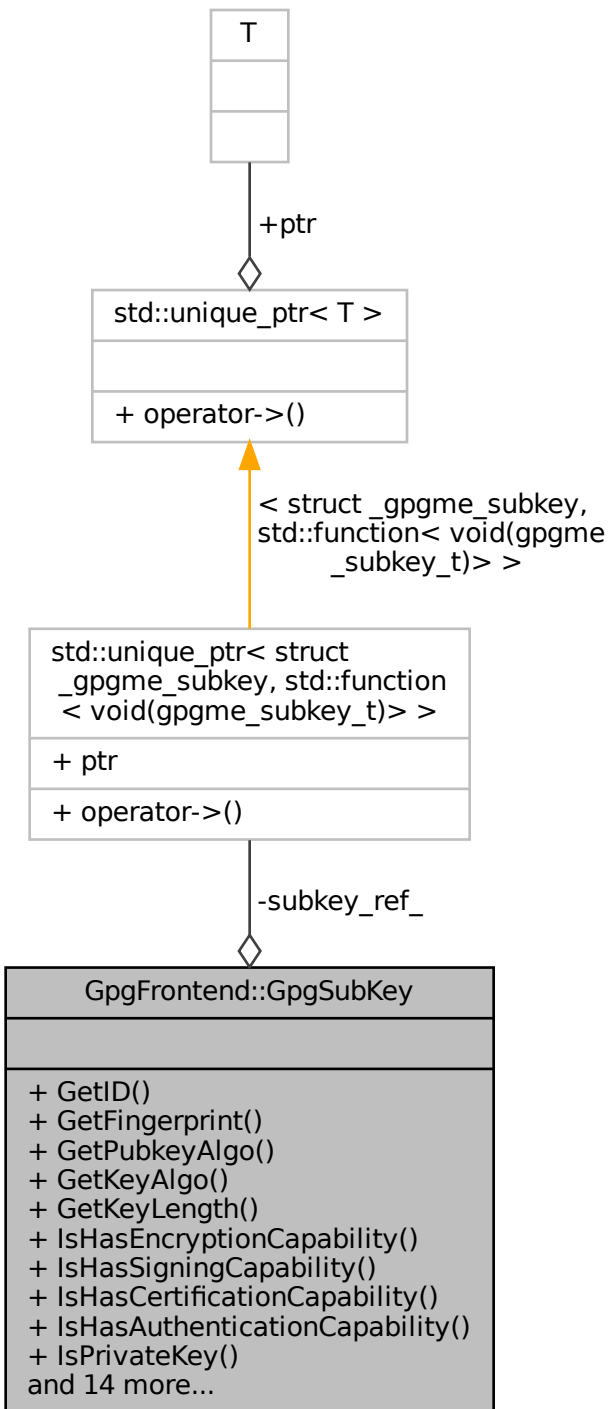 T
+ptr
std::unique_ptr< T >
+ operator->()
< struct _gpgme_subkey,
std::function< void(gpgme
_subkey_t)> >
std::unique_ptr< struct
_gpgme_subkey, std::function
< void(gpgme_subkey_t)> >
+ ptr
+ operator->()
-subkey_ref_
GpgFrontend::GpgSubKey
+ GetID()
+ GetFingerprint()
+ GetPubkeyAlgo()
+ GetKeyAlgo()
+ GetKeyLength()
+ IsHasEncryptionCapability()
+ IsHasSigningCapability()
+ IsHasCertificationCapability()
+ IsHasAuthenticationCapability()
+ IsPrivateKey()
and 14 more...